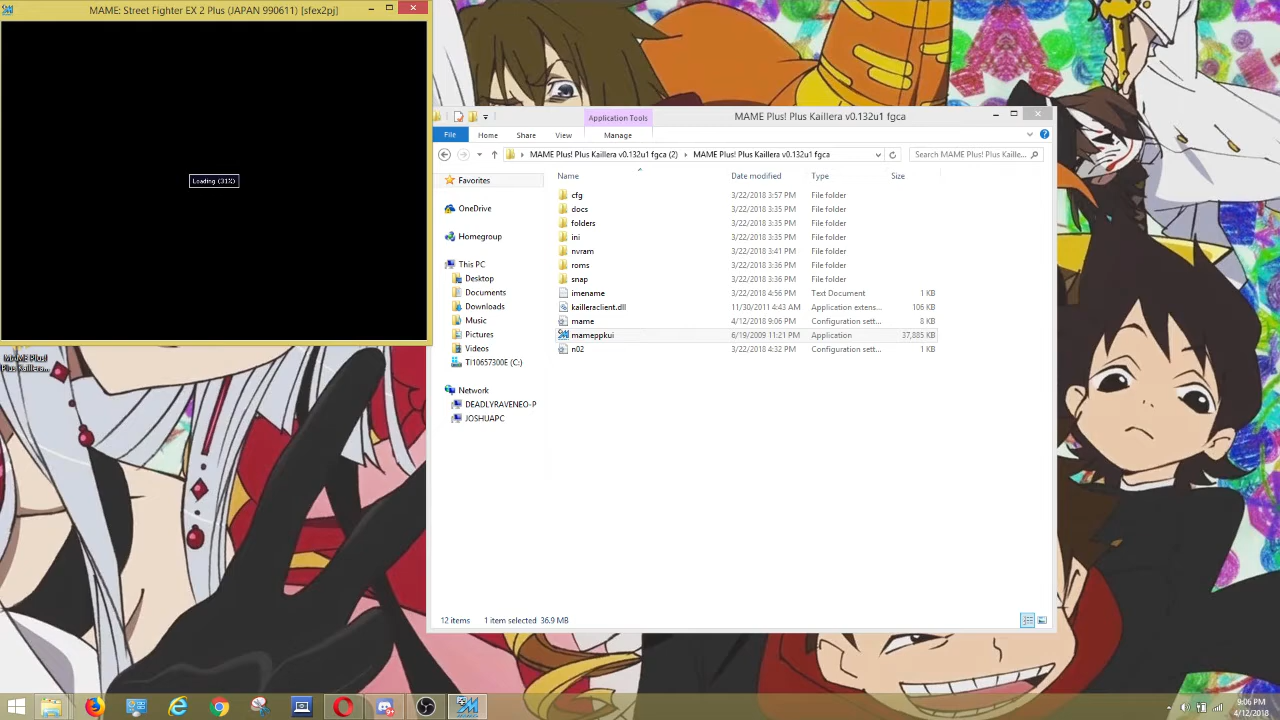 MAME: Street Fighter EX 2 Plus (JAPAN 990611) [sfex2pj]
Loading (31%)
Application Tools
MAME Plus! Plus Kaillera v0.132u1 fgca
File Home Share View Manage
MAME Plus! Plus Kaillera v0.132u1 fgca (2) MAME Plus! Plus Kaillera v0.132u1 fgca
Search MAME Plus! Plus Kaille...
Name Date modified Type Size
Favorites
OneDrive
Homegroup
This PC
Desktop
Documents
Downloads
Music
Pictures
Videos
TI10657300E (C:)
Network
DEADLYRAVENEO-P
JOSHUAPC
cfg 3/22/2018 3:57 PM File folder
docs 3/22/2018 3:35 PM File folder
folders 3/22/2018 3:35 PM File folder
ini 3/22/2018 3:35 PM File folder
nvram 3/22/2018 3:41 PM File folder
roms 3/22/2018 3:36 PM File folder
snap 3/22/2018 3:36 PM File folder
imename 3/22/2018 4:56 PM Text Document 1 KB
kailleraclient.dll 11/30/2011 4:43 AM Application extens... 106 KB
mame 4/12/2018 9:06 PM Configuration sett... 8 KB
mameppkui 6/19/2009 11:21 PM Application 37,885 KB
n02 3/22/2018 4:32 PM Configuration sett... 1 KB
12 items 1 item selected 36.9 MB
MAME Plus!
Plus Kaillera...
9:06 PM
4/12/2018